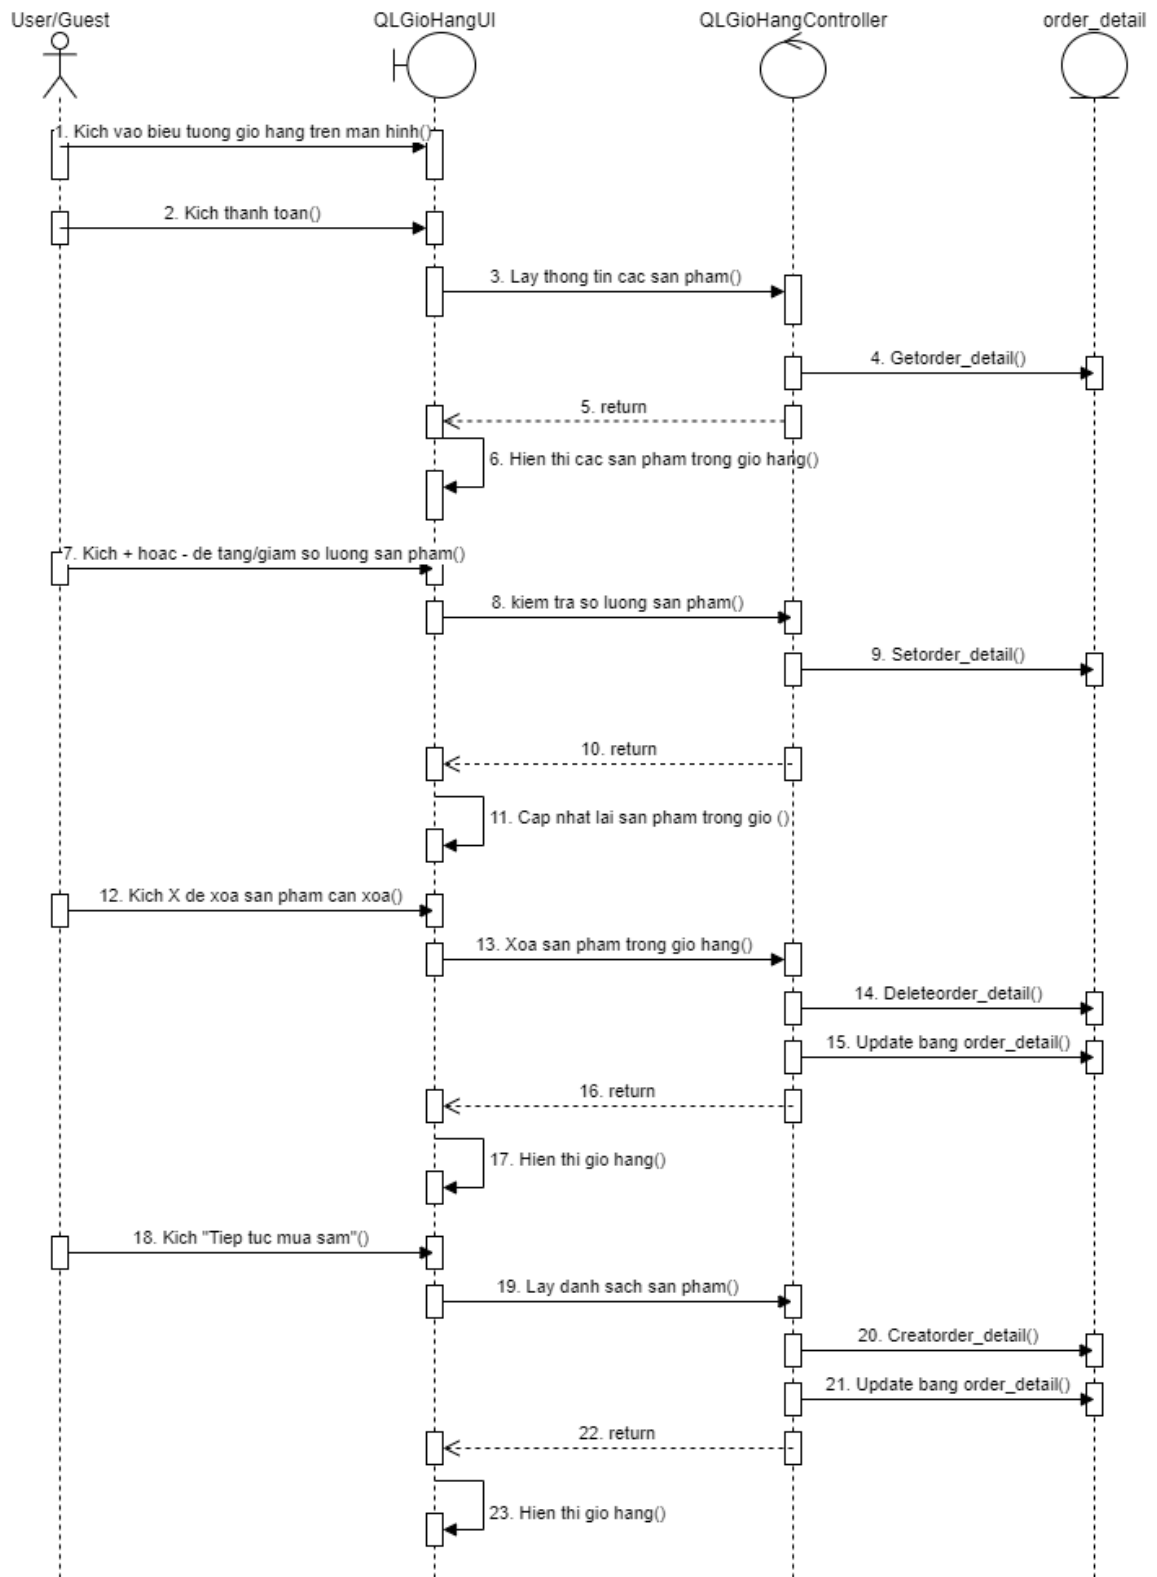 User/Guest
QLGioHangUI
QLGioHangController
order_detail
1. Kich vao bieu tuong gio hang tren man hinh()
2. Kich thanh toan()
3. Lay thong tin cac san pham()
4. Getorder_detail()
5. return
6. Hien thi cac san pham trong gio hang()
7. Kich + hoac - de tang/giam so luong san pham()
8. kiem tra so luong san pham()
9. Setorder_detail()
10. return
11. Cap nhat lai san pham trong gio ()
12. Kich X de xoa san pham can xoa()
13. Xoa san pham trong gio hang()
14. Deleteorder_detail()
15. Update bang order_detail()
16. return
17. Hien thi gio hang()
18. Kich "Tiep tuc mua sam"()
19. Lay danh sach san pham()
20. Creatorder_detail()
21. Update bang order_detail()
22. return
23. Hien thi gio hang()